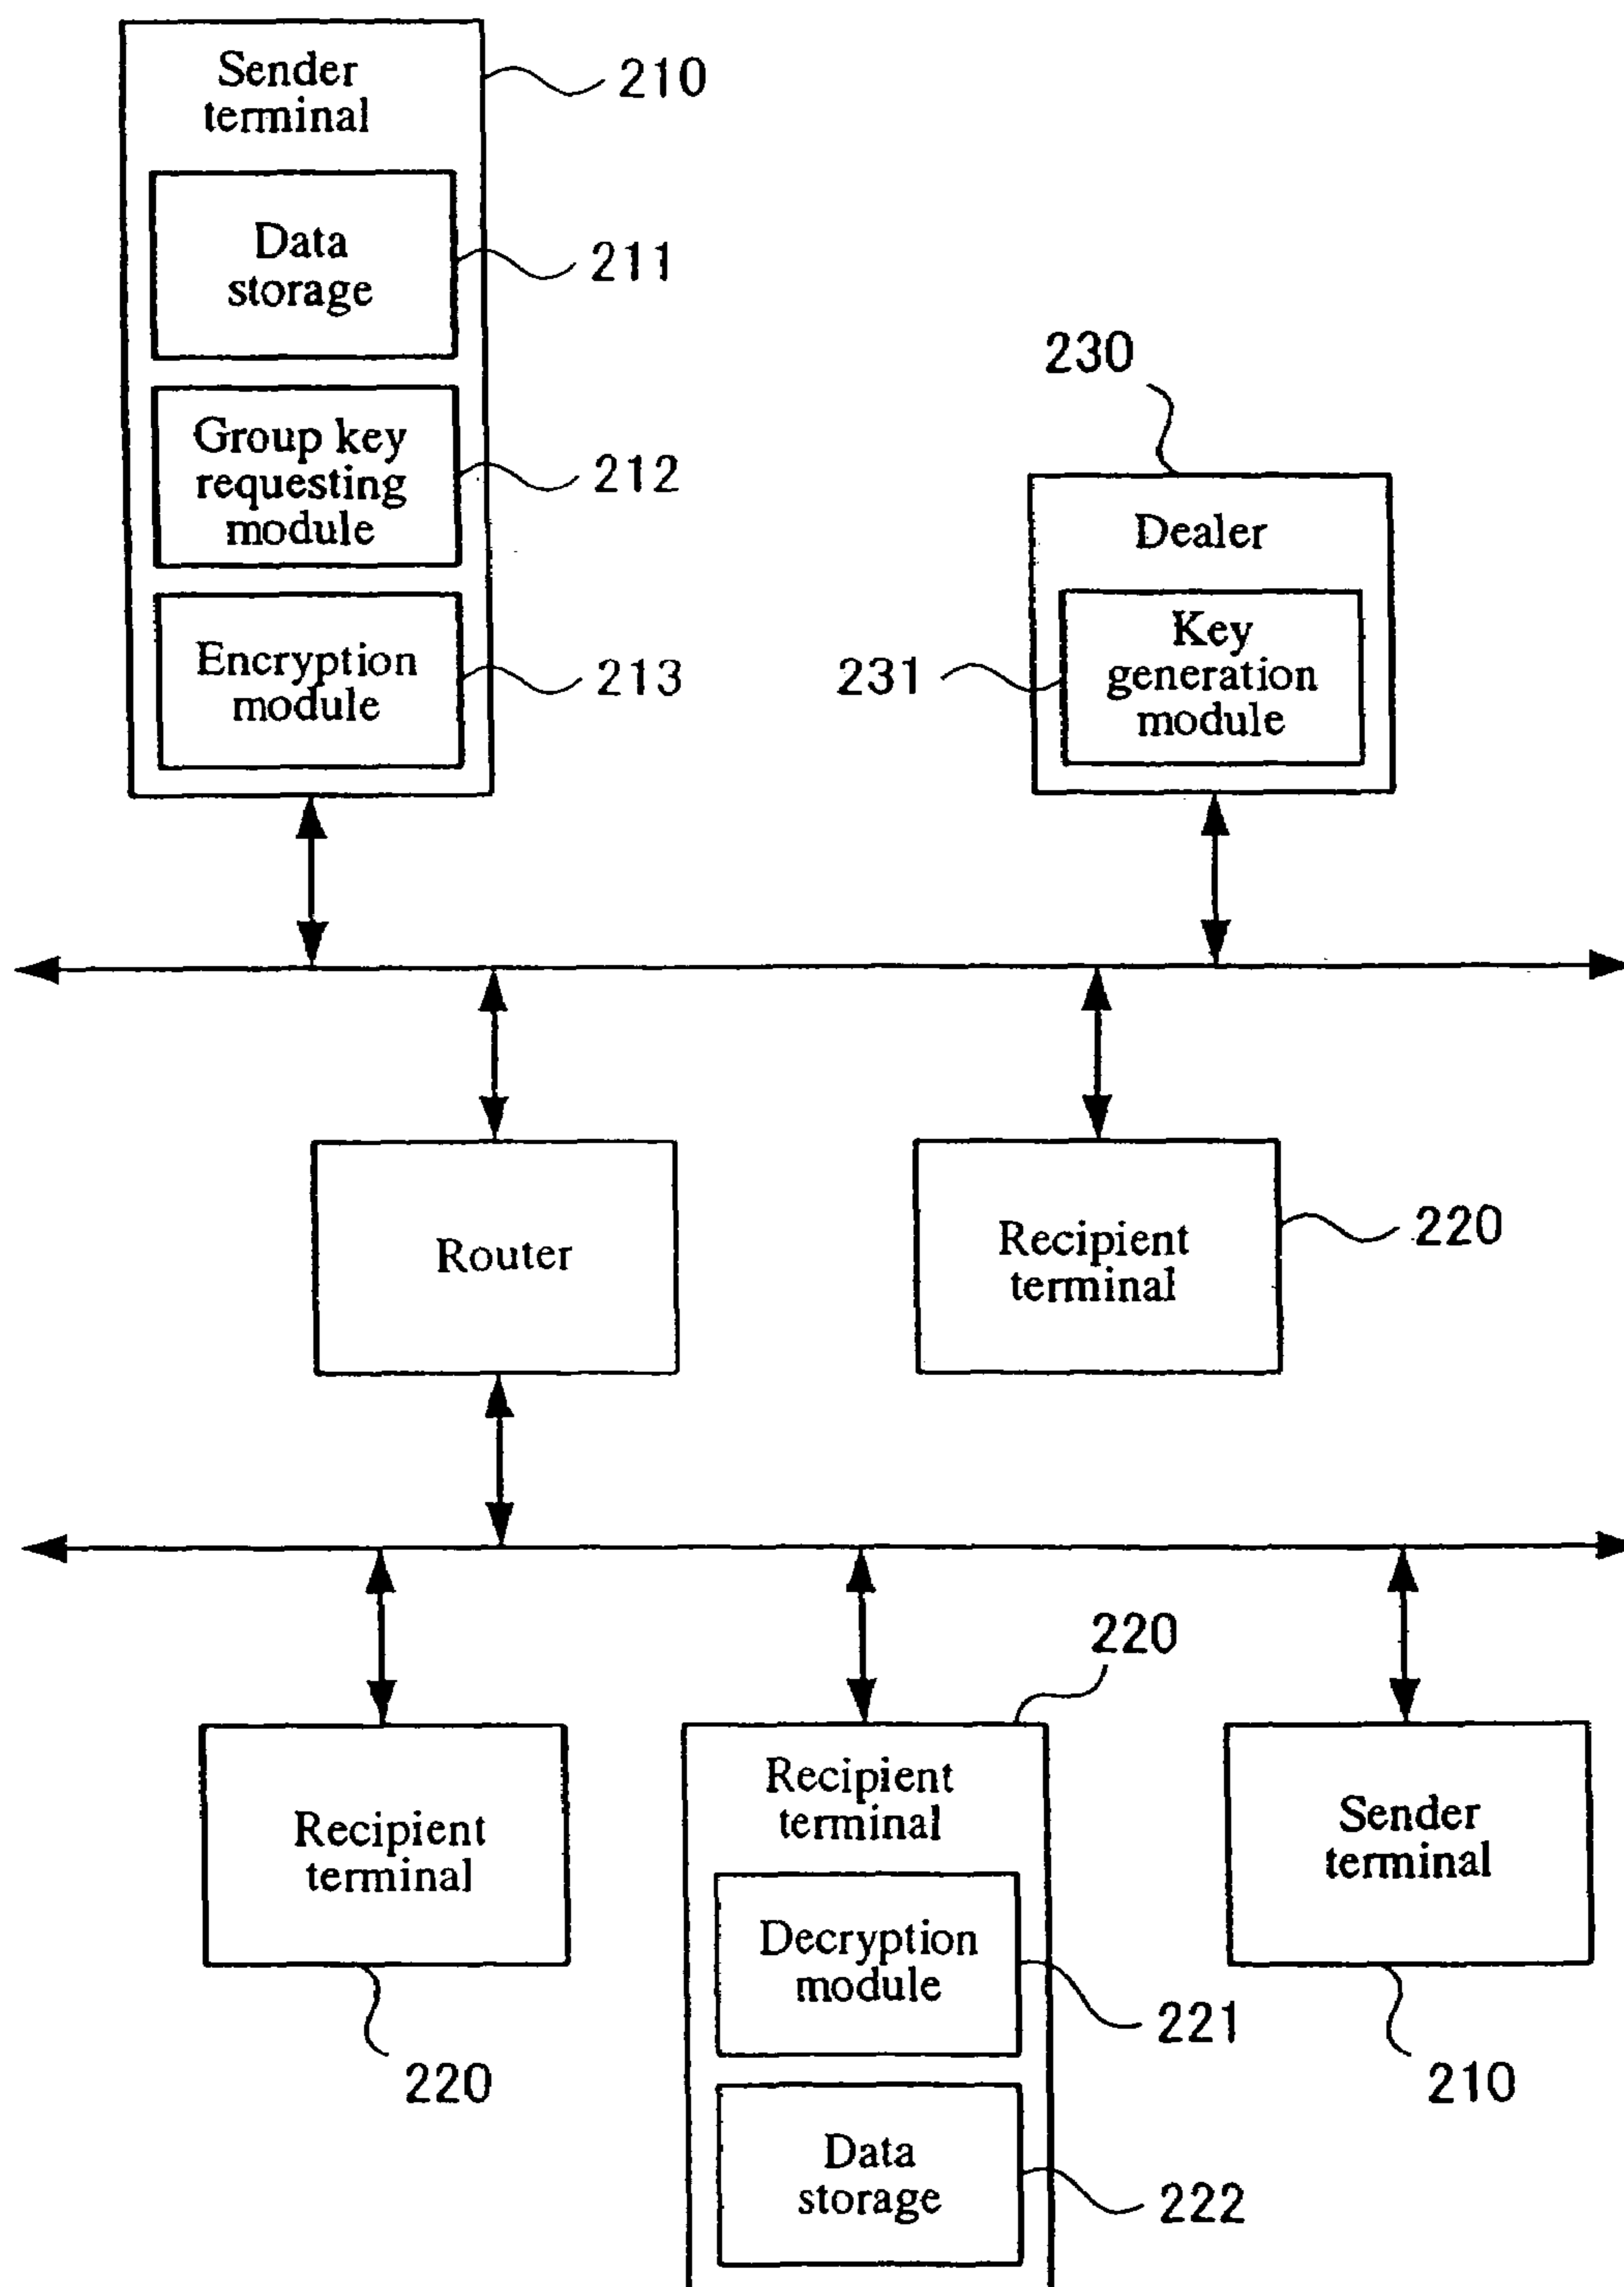 Sender
terminal
210
Data
storage
211
Group key
requesting
module
212
Encryption
module
213
230
Dealer
Key
generation
module
231
Router
Recipient
terminal
220
Recipient
terminal
220
220
Recipient
terminal
Decryption
module
221
Data
storage
222
Sender
terminal
210